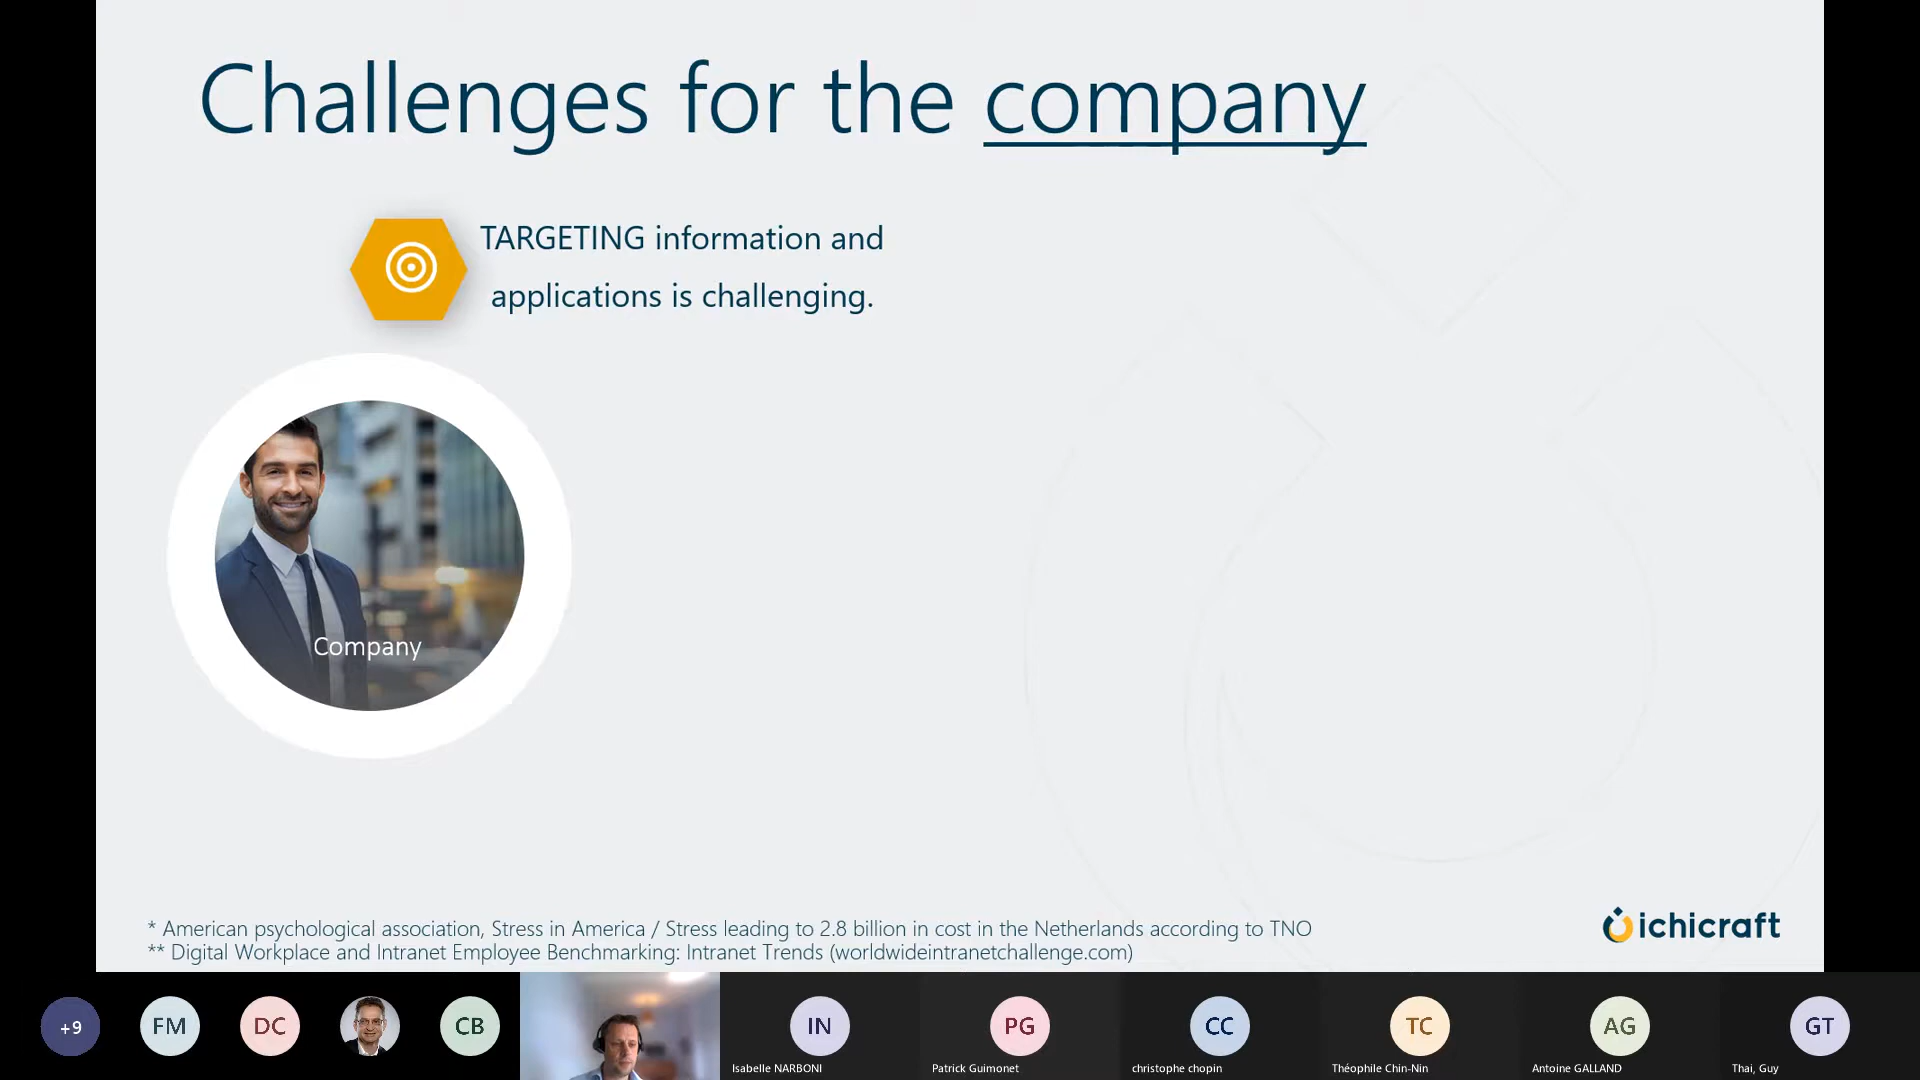 Challenges for the company
TARGETING information and
applications is challenging.
Company
* American psychological association, Stress in America / Stress leading to 2.8 billion in cost in the Netherlands according to TNO
** Digital Workplace and Intranet Employee Benchmarking: Intranet Trends (worldwideintranetchallenge.com)
ichicraft
+9
FM
DC
CB
IN
PG
CC
TC
AG
GT
Isabelle NARBONI
Patrick Guimonet
christophe chopin
Théophile Chin-Nin
Antoine GALLAND
Thai, Guy